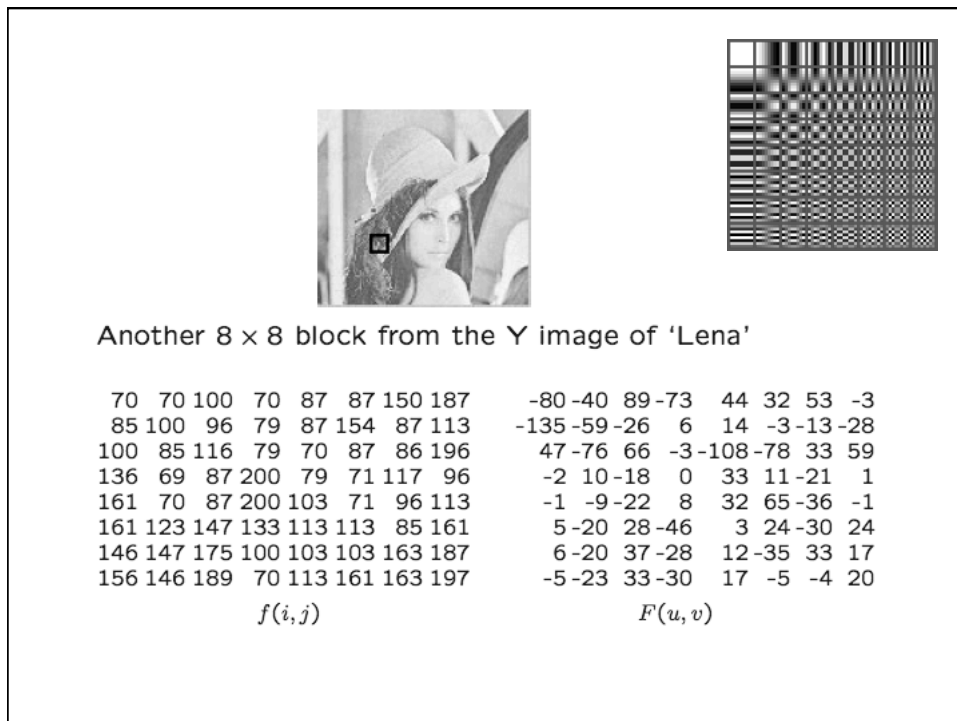 Another 8 × 8 block from the Y image of ‘Lena’
70 70 100 70 87 87 150 187 -80 -40 89 -73 44 32 53 -3
85 100 96 79 87 154 87 113 -135 -59 -26 6 14 -3 -13 -28
100 85 116 79 70 87 86 196 47 -76 66 -3 -108 -78 33 59
136 69 87 200 79 71 117 96 -2 10 -18 0 33 11 -21 1
161 70 87 200 103 71 96 113 -1 -9 -22 8 32 65 -36 -1
161 123 147 133 113 113 85 161 5 -20 28 -46 3 24 -30 24
146 147 175 100 103 103 163 187 6 -20 37 -28 12 -35 33 17
156 146 189 70 113 161 163 197 -5 -23 33 -30 17 -5 -4 20
f(i, j) F(u, v)